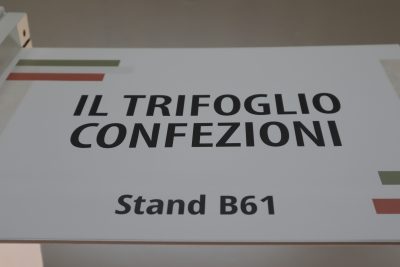 IL TRIFOGLIO
CONFEZIONI
Stand B61